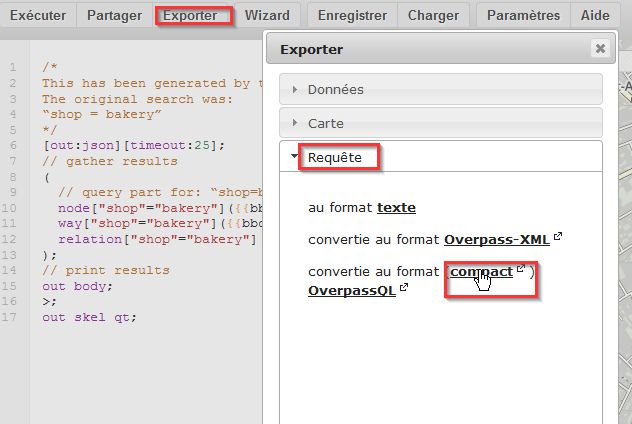 Exécuter Partager Exporter Wizard Enregistrer Charger Paramètres Aide
1 /*
2 This has been generated by t
3 The original search was:
4 “shop = bakery”
5 */
6 [out:json][timeout:25];
7 // gather results
8 (
9 // query part for: “shop=b
10 node["shop"="bakery"]({{bbo
11 way["shop"="bakery"]({{bbo
12 relation["shop"="bakery"]
13 );
14 // print results
15 out body;
16 >;
17 out skel qt;
Exporter
Données
Carte
Requête
au format texte
convertie au format Overpass-XML
convertie au format (compact )
OverpassQL